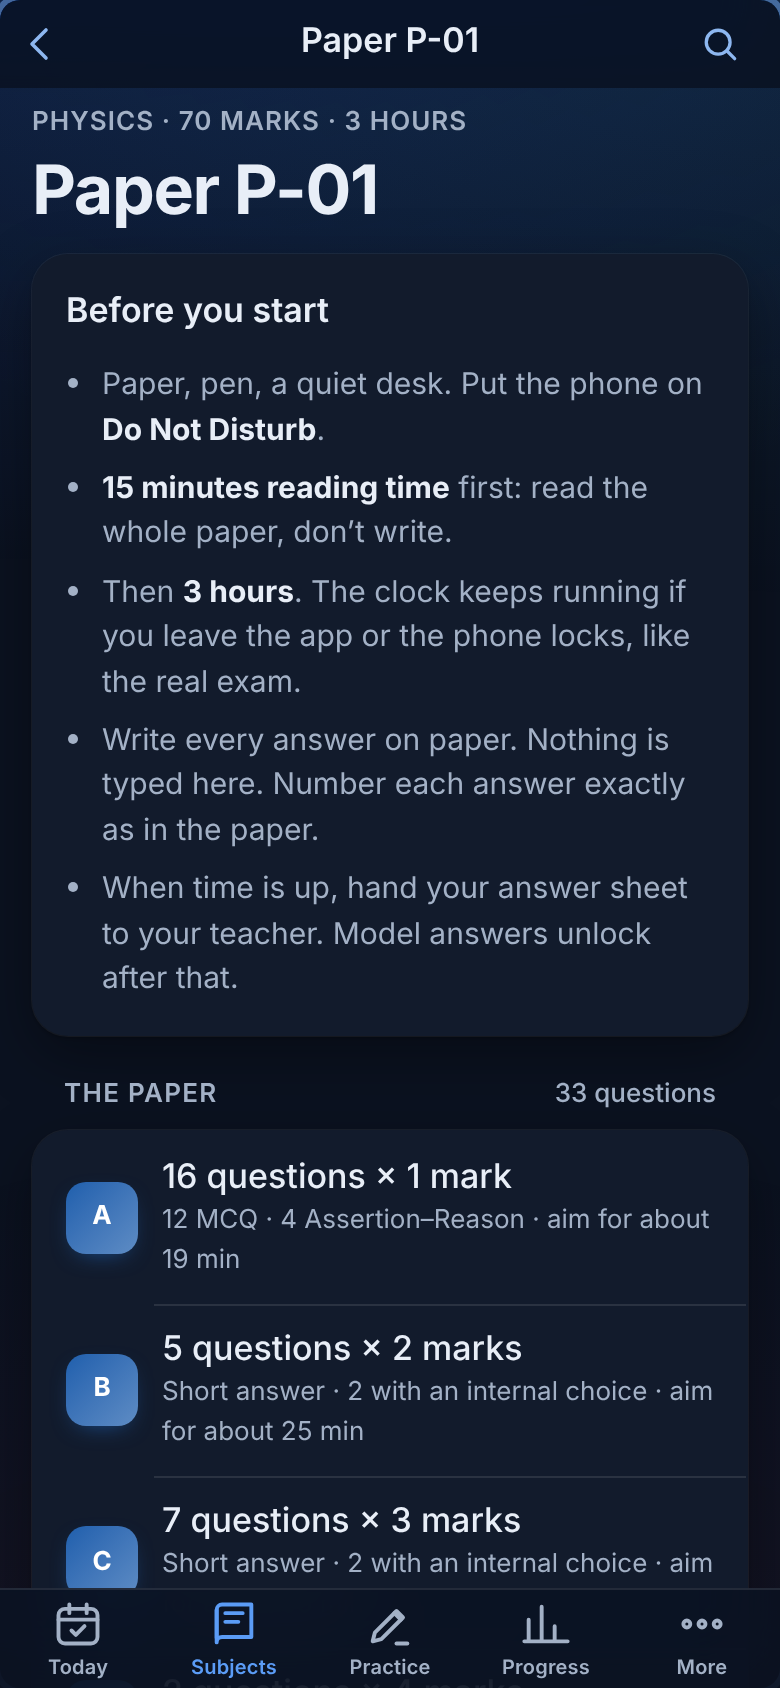 Paper P-01
PHYSICS · 70 MARKS · 3 HOURS
Paper P-01
Before you start
• Paper, pen, a quiet desk. Put the phone on
Do Not Disturb.
• 15 minutes reading time first: read the
whole paper, don’t write.
• Then 3 hours. The clock keeps running if
you leave the app or the phone locks, like
the real exam.
• Write every answer on paper. Nothing is
typed here. Number each answer exactly
as in the paper.
• When time is up, hand your answer sheet
to your teacher. Model answers unlock
after that.
THE PAPER 33 questions
A
16 questions × 1 mark
12 MCQ · 4 Assertion–Reason · aim for about
19 min
B
5 questions × 2 marks
Short answer · 2 with an internal choice · aim
for about 25 min
C
7 questions × 3 marks
Short answer · 2 with an internal choice · aim
Today Subjects Practice Progress More